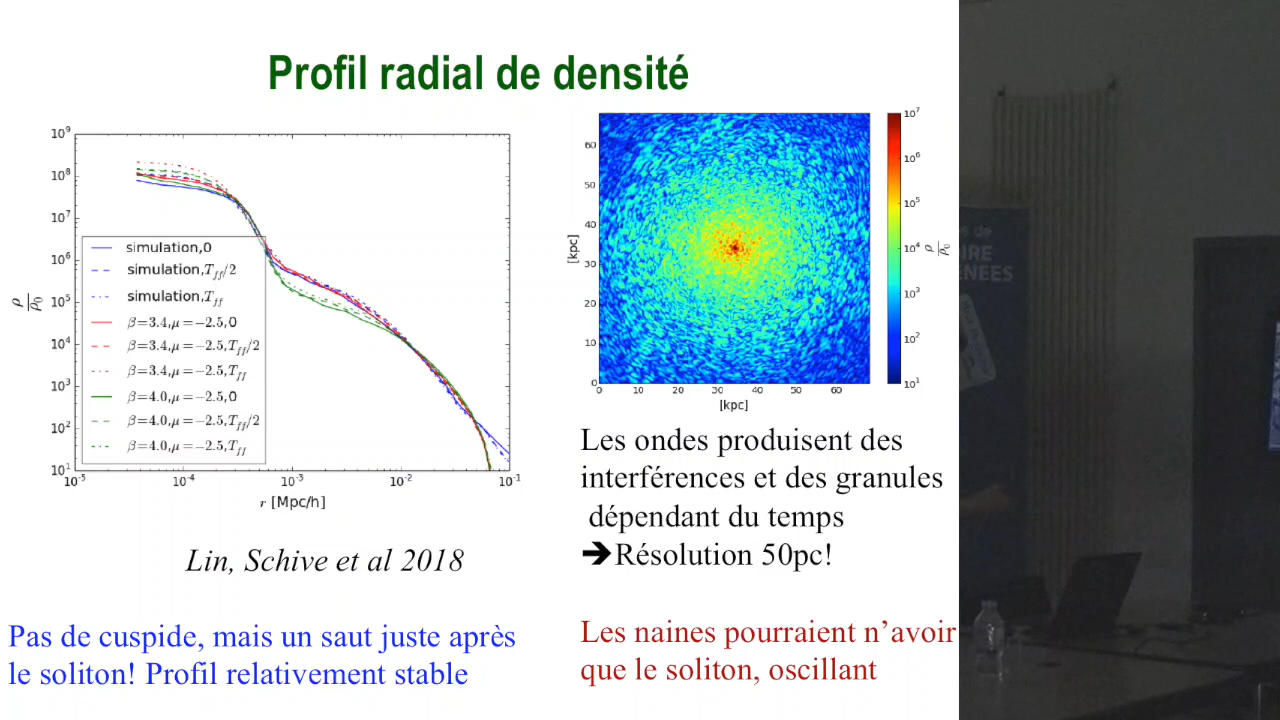 Profil radial de densité
10^9
10^8
10^7
10^6
10^5
10^4
10^3
10^2
10^1
ρ/ρ₀
simulation,0
simulation,T_ff/2
simulation,T_ff
β=3.4,μ=−2.5,0
β=3.4,μ=−2.5,T_ff/2
β=3.4,μ=−2.5,T_ff
β=4.0,μ=−2.5,0
β=4.0,μ=−2.5,T_ff/2
β=4.0,μ=−2.5,T_ff
10^-5 10^-4 10^-3 10^-2 10^-1
r [Mpc/h]
Lin, Schive et al 2018
Pas de cuspide, mais un saut juste après
le soliton! Profil relativement stable
60
50
40
30
20
10
0
[kpc]
0 10 20 30 40 50 60
[kpc]
10^7
10^6
10^5
10^4
10^3
10^2
10^1
ρ/ρ₀
Les ondes produisent des
interférences et des granules
dépendant du temps
➔Résolution 50pc!
Les naines pourraient n’avoir
que le soliton, oscillant
de
IRE
ENEES